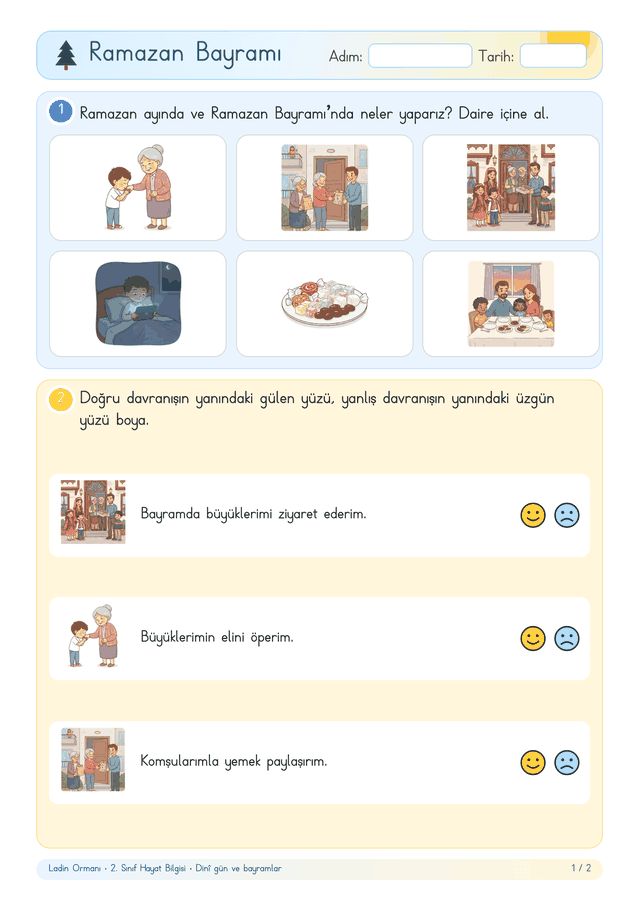 Ramazan Bayramı
Adım:
Tarih:
1
Ramazan ayında ve Ramazan Bayramı'nda neler yaparız? Daire içine al.
2
Doğru davranışın yanındaki gülen yüzü, yanlış davranışın yanındaki üzgün
yüzü boya.
Bayramda büyüklerimi ziyaret ederim.
Büyüklerimin elini öperim.
Komşularımla yemek paylaşırım.
Ladin Ormanı • 2. Sınıf Hayat Bilgisi • Dinî gün ve bayramlar
1 / 2